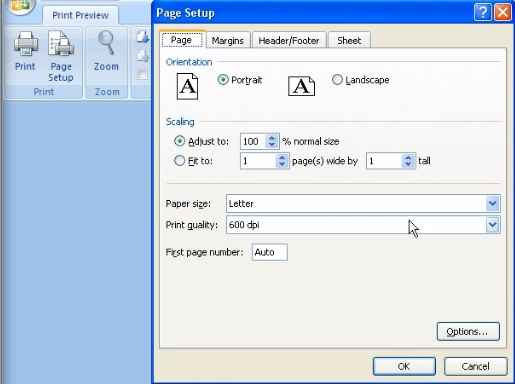 Print Preview
Print
Page
Setup
Zoom
Print
Zoom
Page Setup
Page
Margins
Header/Footer
Sheet
Orientation
A
Portrait
A
Landscape
Scaling
Adjust to: 100 % normal size
Fit to: 1 page(s) wide by 1 tall
Paper size: Letter
Print quality: 600 dpi
First page number: Auto
Options...
OK
Cancel